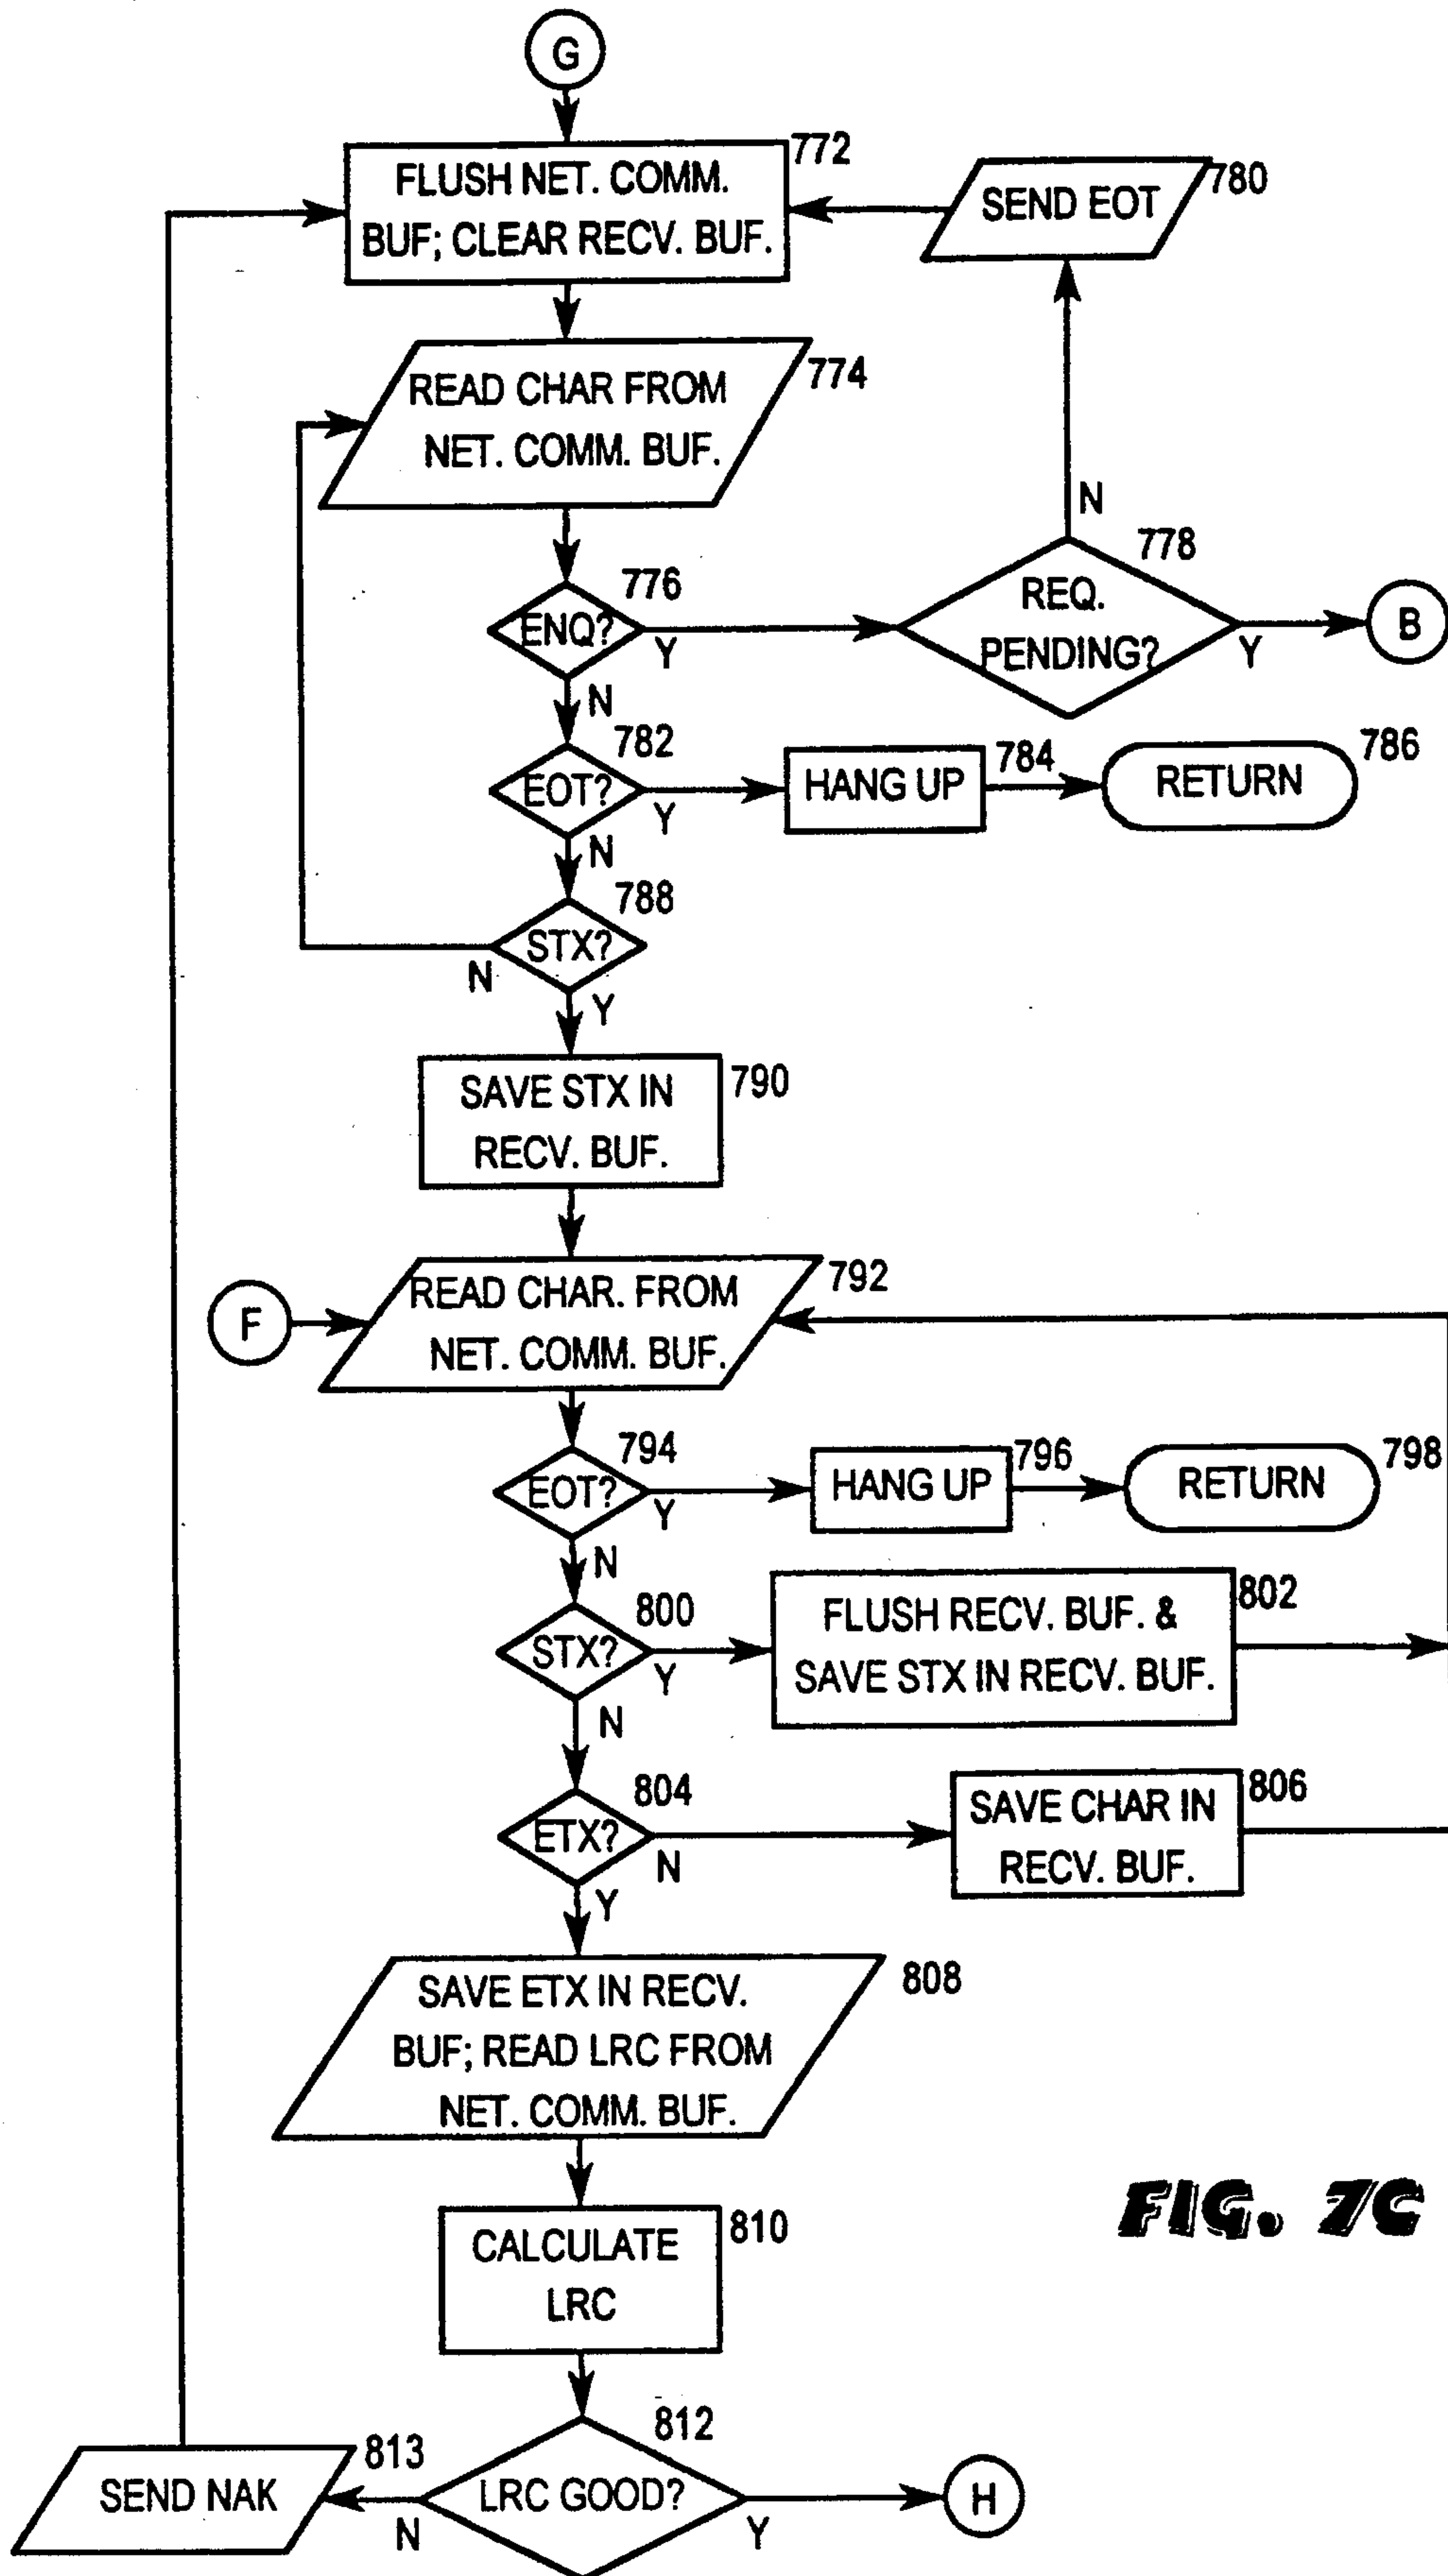 G
772
FLUSH NET. COMM.
BUF; CLEAR RECV. BUF.
780
SEND EOT
774
READ CHAR FROM
NET. COMM. BUF.
N
778
776
ENQ?
Y
REQ.
PENDING?
Y
B
N
782
EOT?
Y
HANG UP
784
RETURN
786
N
788
STX?
N
Y
790
SAVE STX IN
RECV. BUF.
F
792
READ CHAR. FROM
NET. COMM. BUF.
794
EOT?
Y
HANG UP
796
RETURN
798
N
800
STX?
Y
802
FLUSH RECV. BUF. &
SAVE STX IN RECV. BUF.
N
804
ETX?
N
806
SAVE CHAR IN
RECV. BUF.
Y
808
SAVE ETX IN RECV.
BUF; READ LRC FROM
NET. COMM. BUF.
810
CALCULATE
LRC
FIG. 7C
812
LRC GOOD?
N
Y
813
SEND NAK
H